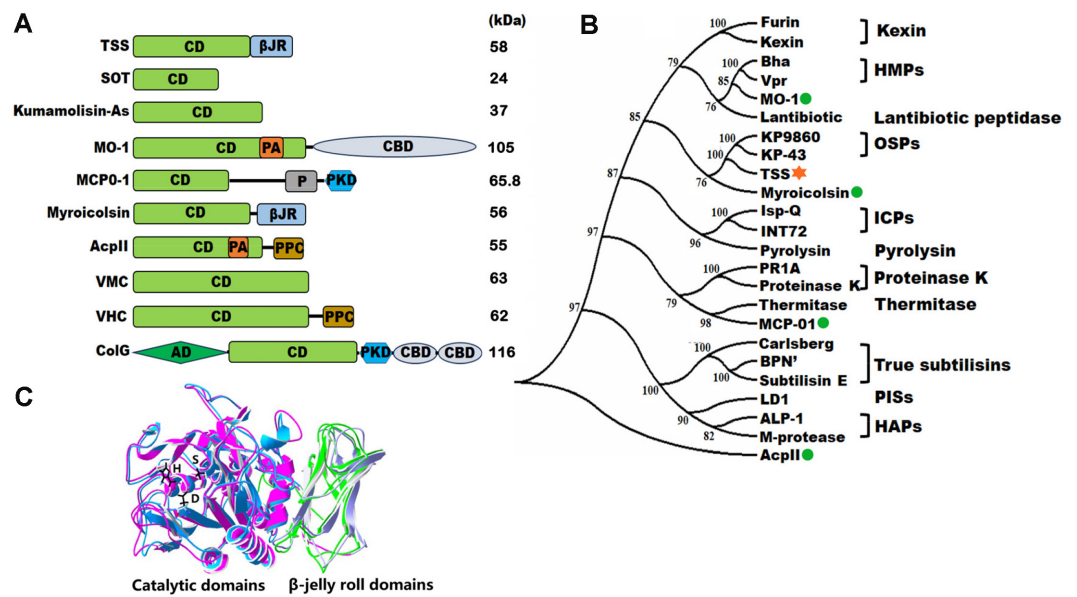 A
(kDa)
TSS CD βJR 58
SOT CD 24
Kumamolisin-As CD 37
MO-1 CD PA CBD 105
MCP0-1 CD P PKD 65.8
Myroicolsin CD βJR 56
AcpII CD PA PPC 55
VMC CD 63
VHC CD PPC 62
ColG AD CD PKD CBD CBD 116
B
Furin
Kexin
Kexin
Bha
Vpr
HMPs
MO-1
Lantibiotic
Lantibiotic peptidase
KP9860
KP-43
OSPs
TSS
Myroicolsin
Isp-Q
INT72
ICPs
Pyrolysin
Pyrolysin
PR1A
Proteinase K
Proteinase K
Thermitase
Thermitase
MCP-01
Carlsberg
BPN'
True subtilisins
Subtilisin E
LD1
PISs
ALP-1
M-protease
HAPs
AcpII
100
79
100
85
76
85
100
100
76
87
100
96
97
100
79
98
97
100
100
100
90
82
C
H
S
D
Catalytic domains β-jelly roll domains